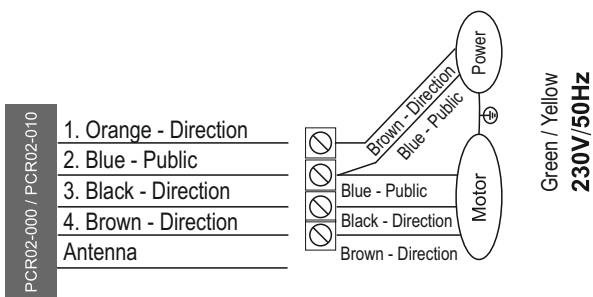 PCR02-000 / PCR02-010
1. Orange - Direction
2. Blue - Public
3. Black - Direction
4. Brown - Direction
Antenna
Brown - Direction
Blue - Public
Power
Blue - Public
Black - Direction
Brown - Direction
Motor
Green / Yellow
230V/50Hz